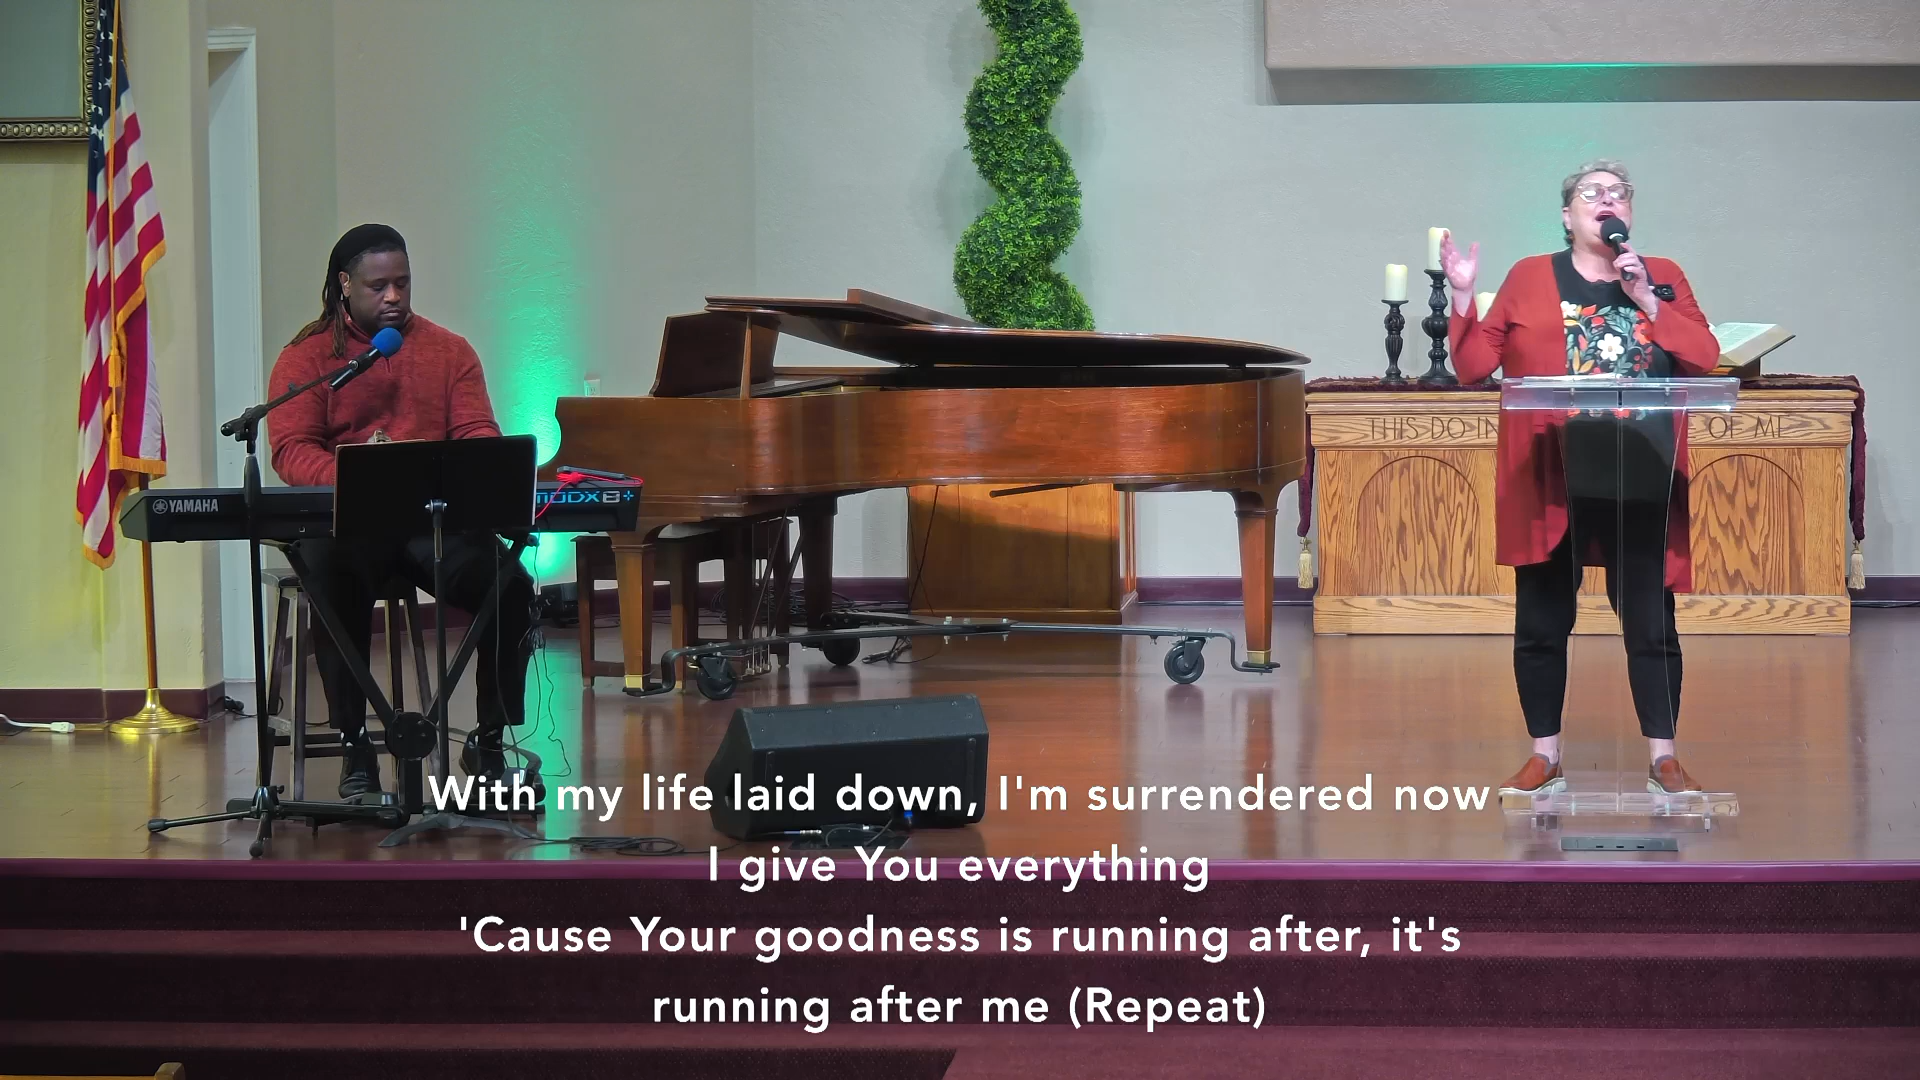 YAMAHA
MODX8+
THIS DO IN OF ME
With my life laid down, I'm surrendered now
I give You everything
'Cause Your goodness is running after, it's
running after me (Repeat)